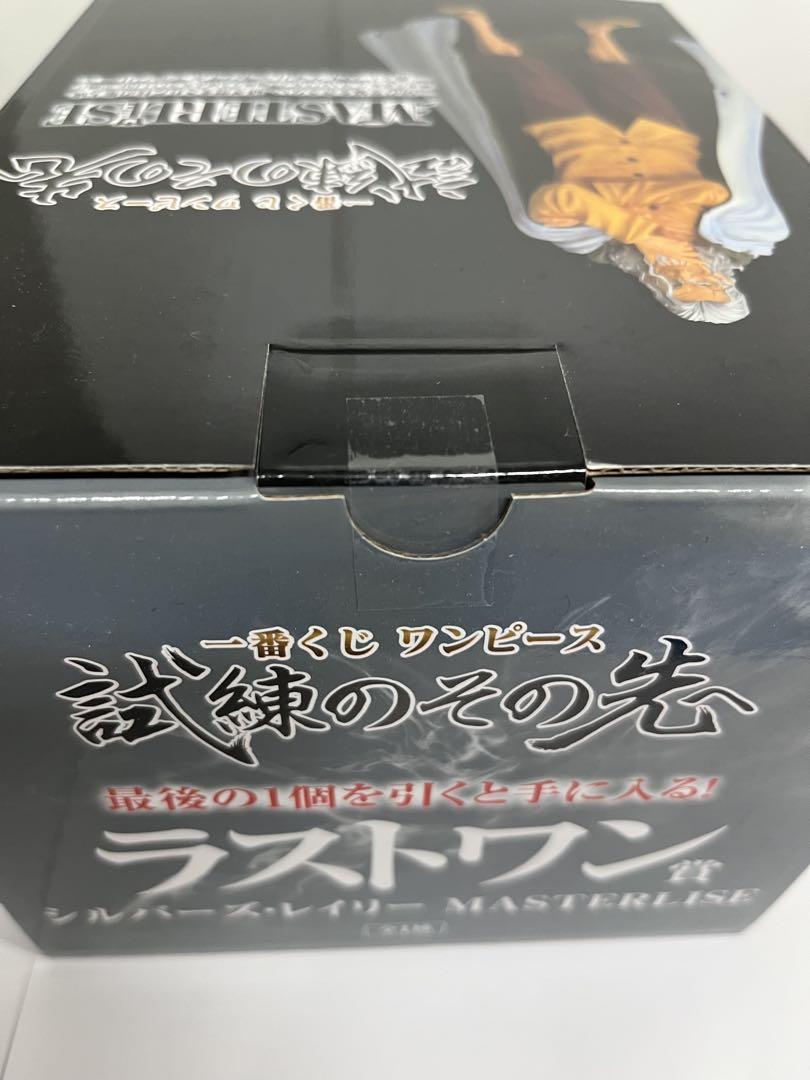 MASTERLISE
試練のその先
一番くじ ワンピース
一番くじ ワンピース
試練のその先
最後の1個を引くと手に入る!
ラストワン賞
シルバーズ・レイリー MASTERLISE